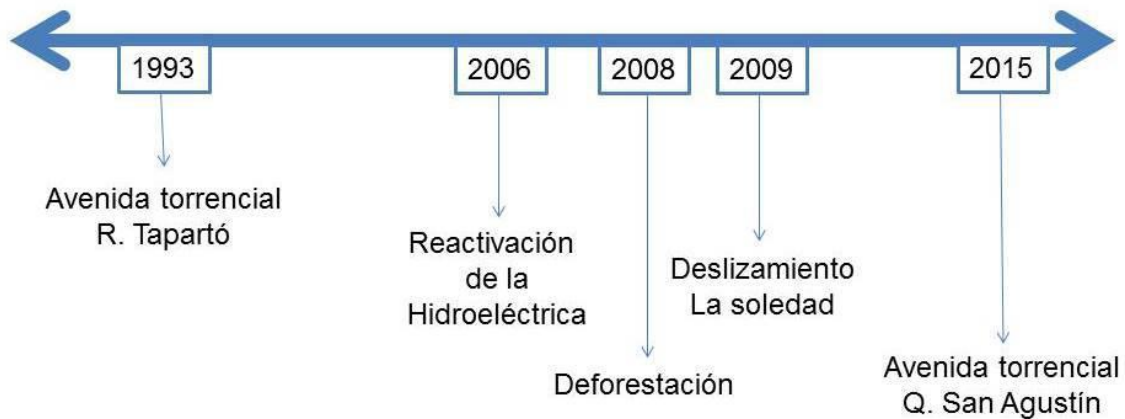 1993
2006
2008
2009
2015
Avenida torrencial
R. Tapartó
Reactivación
de la
Hidroeléctrica
Deforestación
Deslizamiento
La soledad
Avenida torrencial
Q. San Agustín